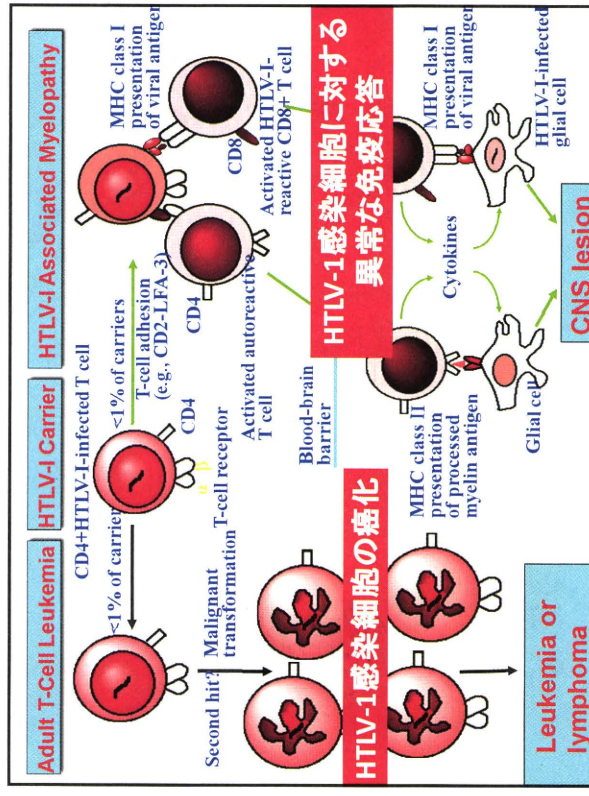 Adult T-Cell Leukemia
HTLV-I Carrier
HTLV-I Associated Myelopathy
CD4+HTLV-I-infected T cell
<1% of carriers
<1% of carriers
T-cell adhesion
(e.g., CD2-LFA-3)
MHC class I
presentation
of viral antigen
CD4
α β
T-cell receptor
CD4
CD8
Second hit?
Malignant
transformation
Activated autoreactive
T cell
Activated HTLV-I-
reactive CD8+ T cell
Blood-brain
barrier
HTLV-1感染細胞の癌化
HTLV-1感染細胞に対する
異常な免疫応答
MHC class II
presentation
of processed
myelin antigen
Cytokines
MHC class I
presentation
of viral antigen
Glial cell
HTLV-I-infected
glial cell
Leukemia or
lymphoma
CNS lesion